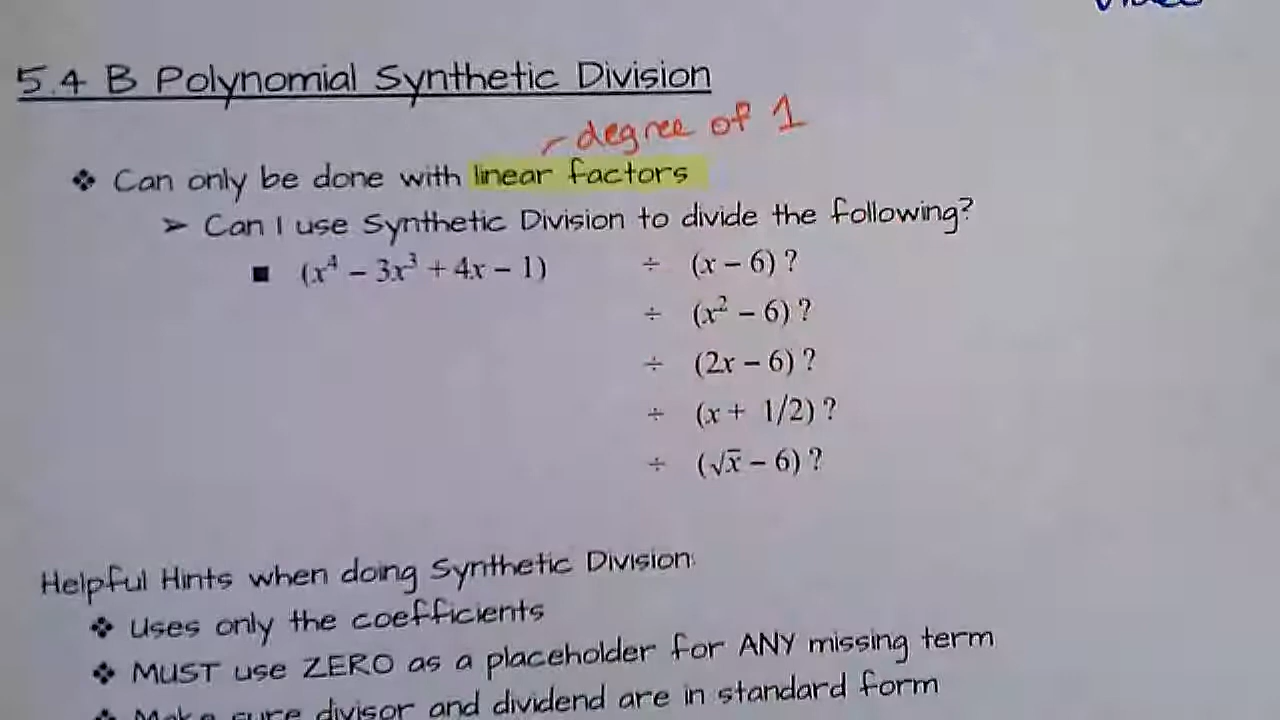 Video
5.4 B Polynomial Synthetic Division
- degree of 1
❖ Can only be done with linear factors
➢ Can I use Synthetic Division to divide the following?
■ (x⁴ – 3x³ + 4x – 1) ÷ (x – 6) ?
÷ (x² – 6) ?
÷ (2x – 6) ?
÷ (x + 1/2) ?
÷ (√x – 6) ?
Helpful Hints when doing Synthetic Division:
❖ Uses only the coefficients
❖ MUST use ZERO as a placeholder for ANY missing term
❖ Make sure divisor and dividend are in standard form